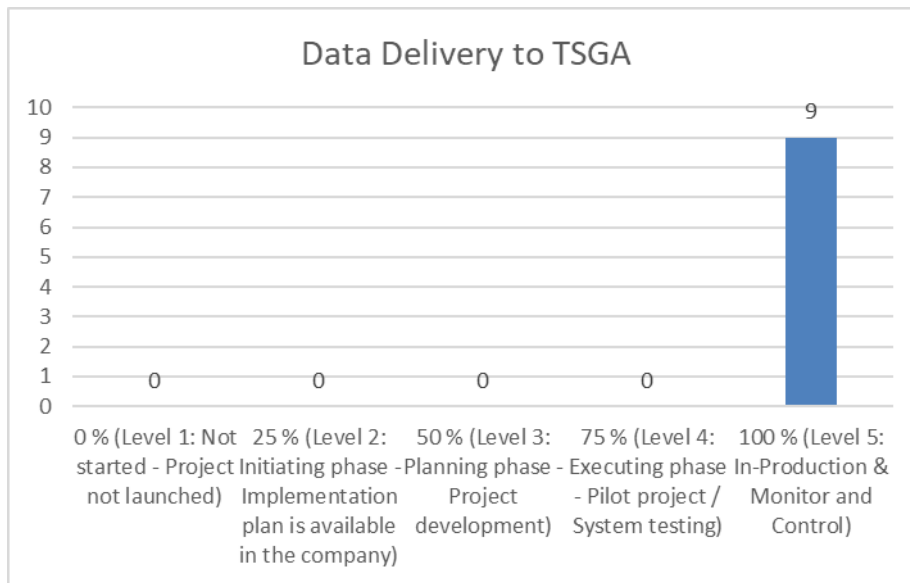 Data Delivery to TSGA
10
9
8
7
6
5
4
3
2
1
0
0
0
0
0
9
0 % (Level 1: Not
started - Project
not launched)
25 % (Level 2:
Initiating phase -
Implementation
plan is available
in the company)
50 % (Level 3:
Planning phase -
Project
development)
75 % (Level 4:
Executing phase
- Pilot project /
System testing)
100 % (Level 5:
In-Production &
Monitor and
Control)